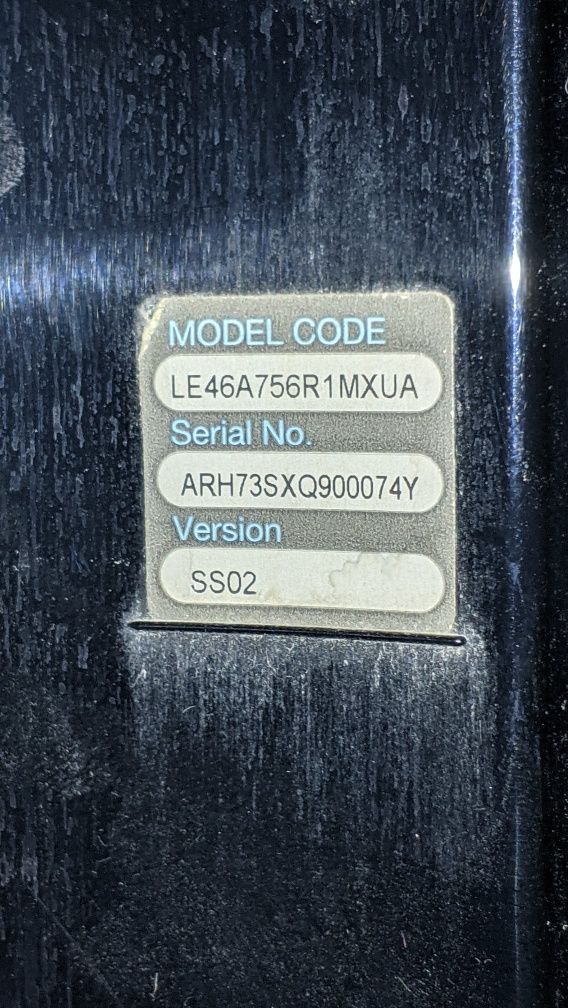 MODEL CODE
LE46A756R1MXUA
Serial No.
ARH73SXQ900074Y
Version
SS02